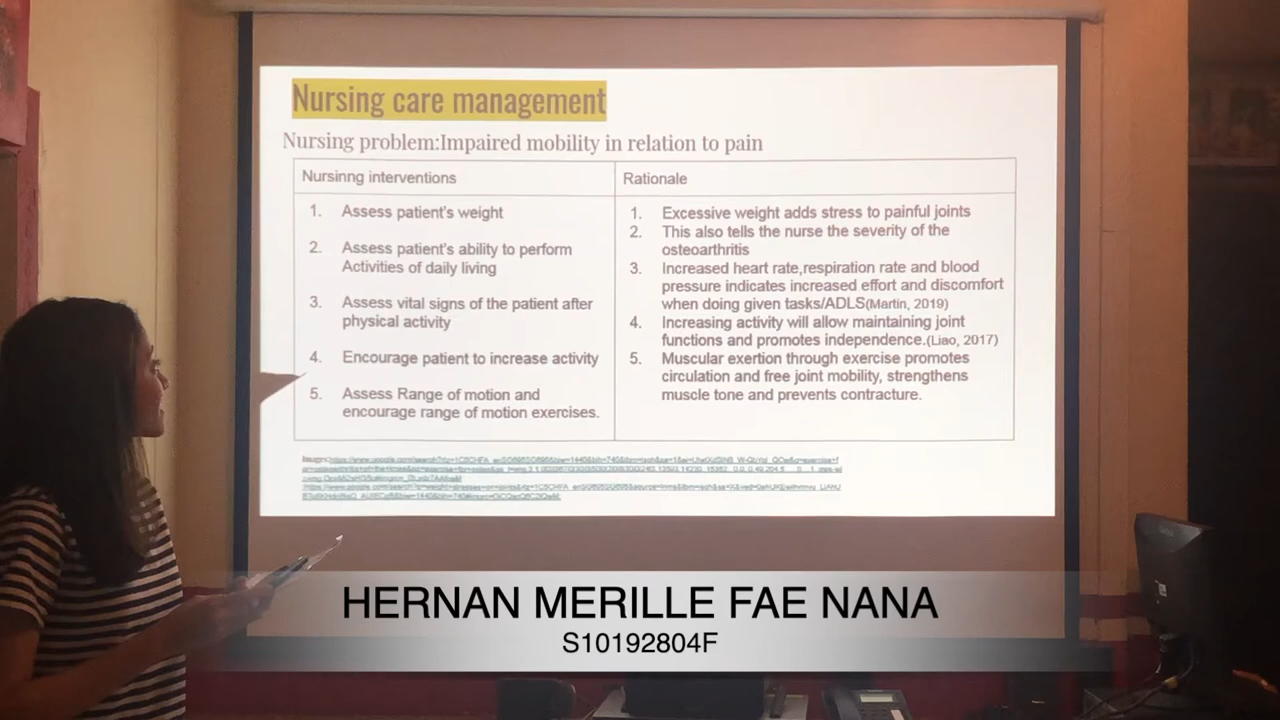 Nursing care management
Nursing problem:Impaired mobility in relation to pain
Nursinng interventions
1. Assess patient's weight
2. Assess patient's ability to perform
Activities of daily living
3. Assess vital signs of the patient after
physical activity
4. Encourage patient to increase activity
5. Assess Range of motion and
encourage range of motion exercises.
Rationale
1. Excessive weight adds stress to painful joints
2. This also tells the nurse the severity of the
osteoarthritis
3. Increased heart rate,respiration rate and blood
pressure indicates increased effort and discomfort
when doing given tasks/ADLS(Martin, 2019)
4. Increasing activity will allow maintaining joint
functions and promotes independence.(Liao, 2017)
5. Muscular exertion through exercise promotes
circulation and free joint mobility, strengthens
muscle tone and prevents contracture.
HERNAN MERILLE FAE NANA
S10192804F